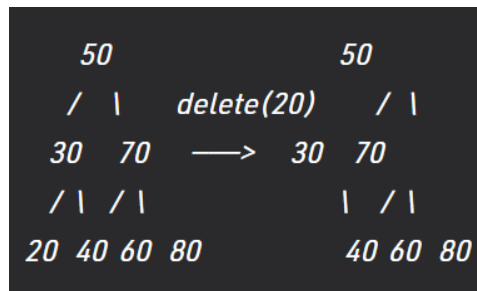 50 50
/ \ delete(20) / \
30 70 ——> 30 70
/ \ / \ \ / \
20 40 60 80 40 60 80